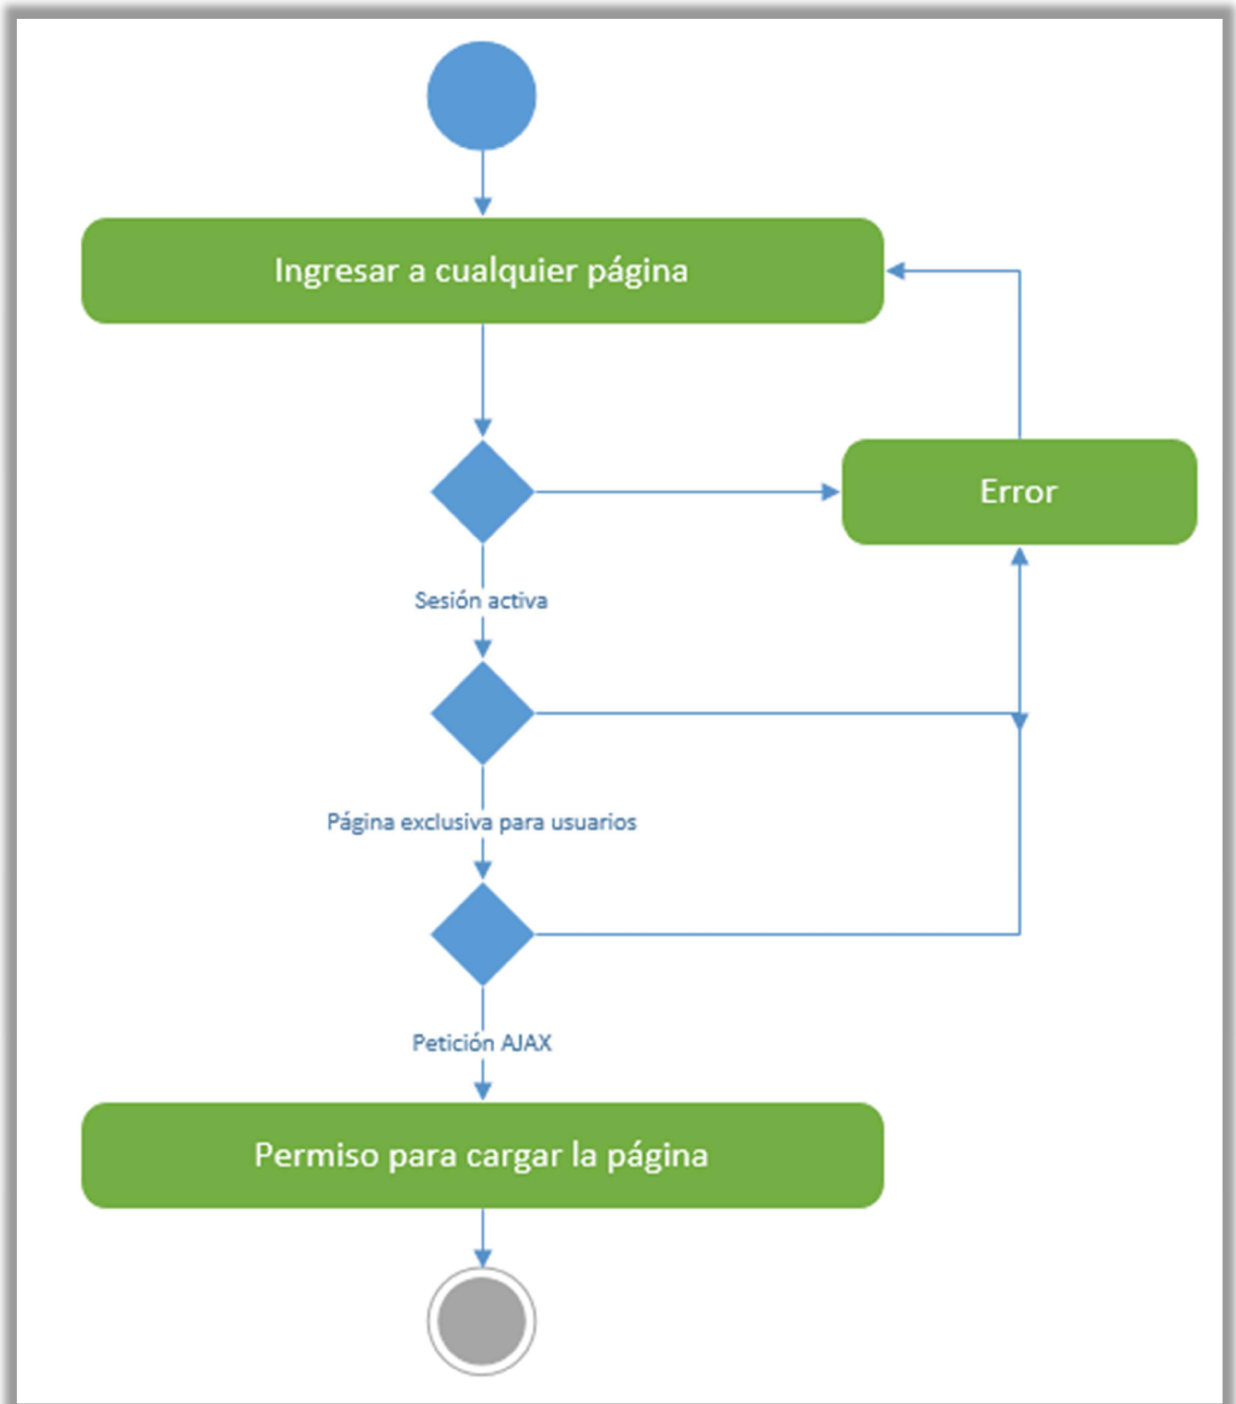 Ingresar a cualquier página
Error
Sesión activa
Página exclusiva para usuarios
Petición AJAX
Permiso para cargar la página